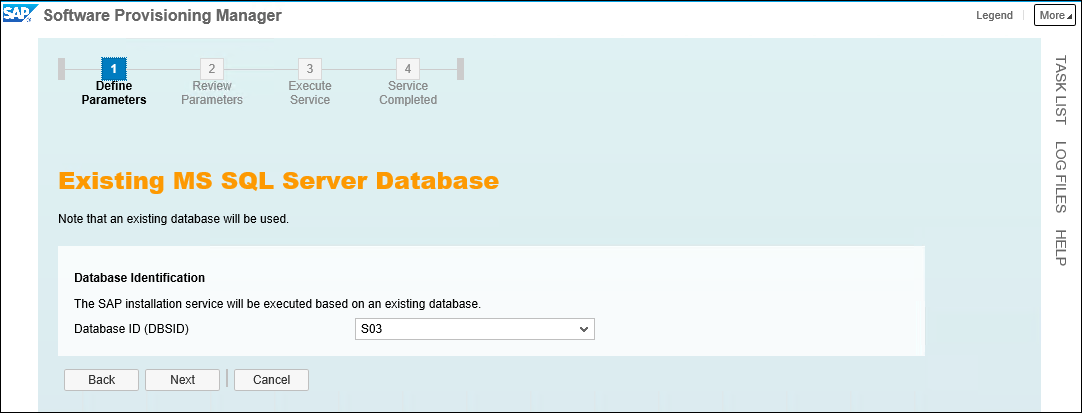 SAP Software Provisioning Manager
Legend
More
1
2
3
4
Define
Parameters
Review
Parameters
Execute
Service
Service
Completed
TASK LIST
LOG FILES
HELP
Existing MS SQL Server Database
Note that an existing database will be used.
Database Identification
The SAP installation service will be executed based on an existing database.
Database ID (DBSID)
S03
Back
Next
Cancel